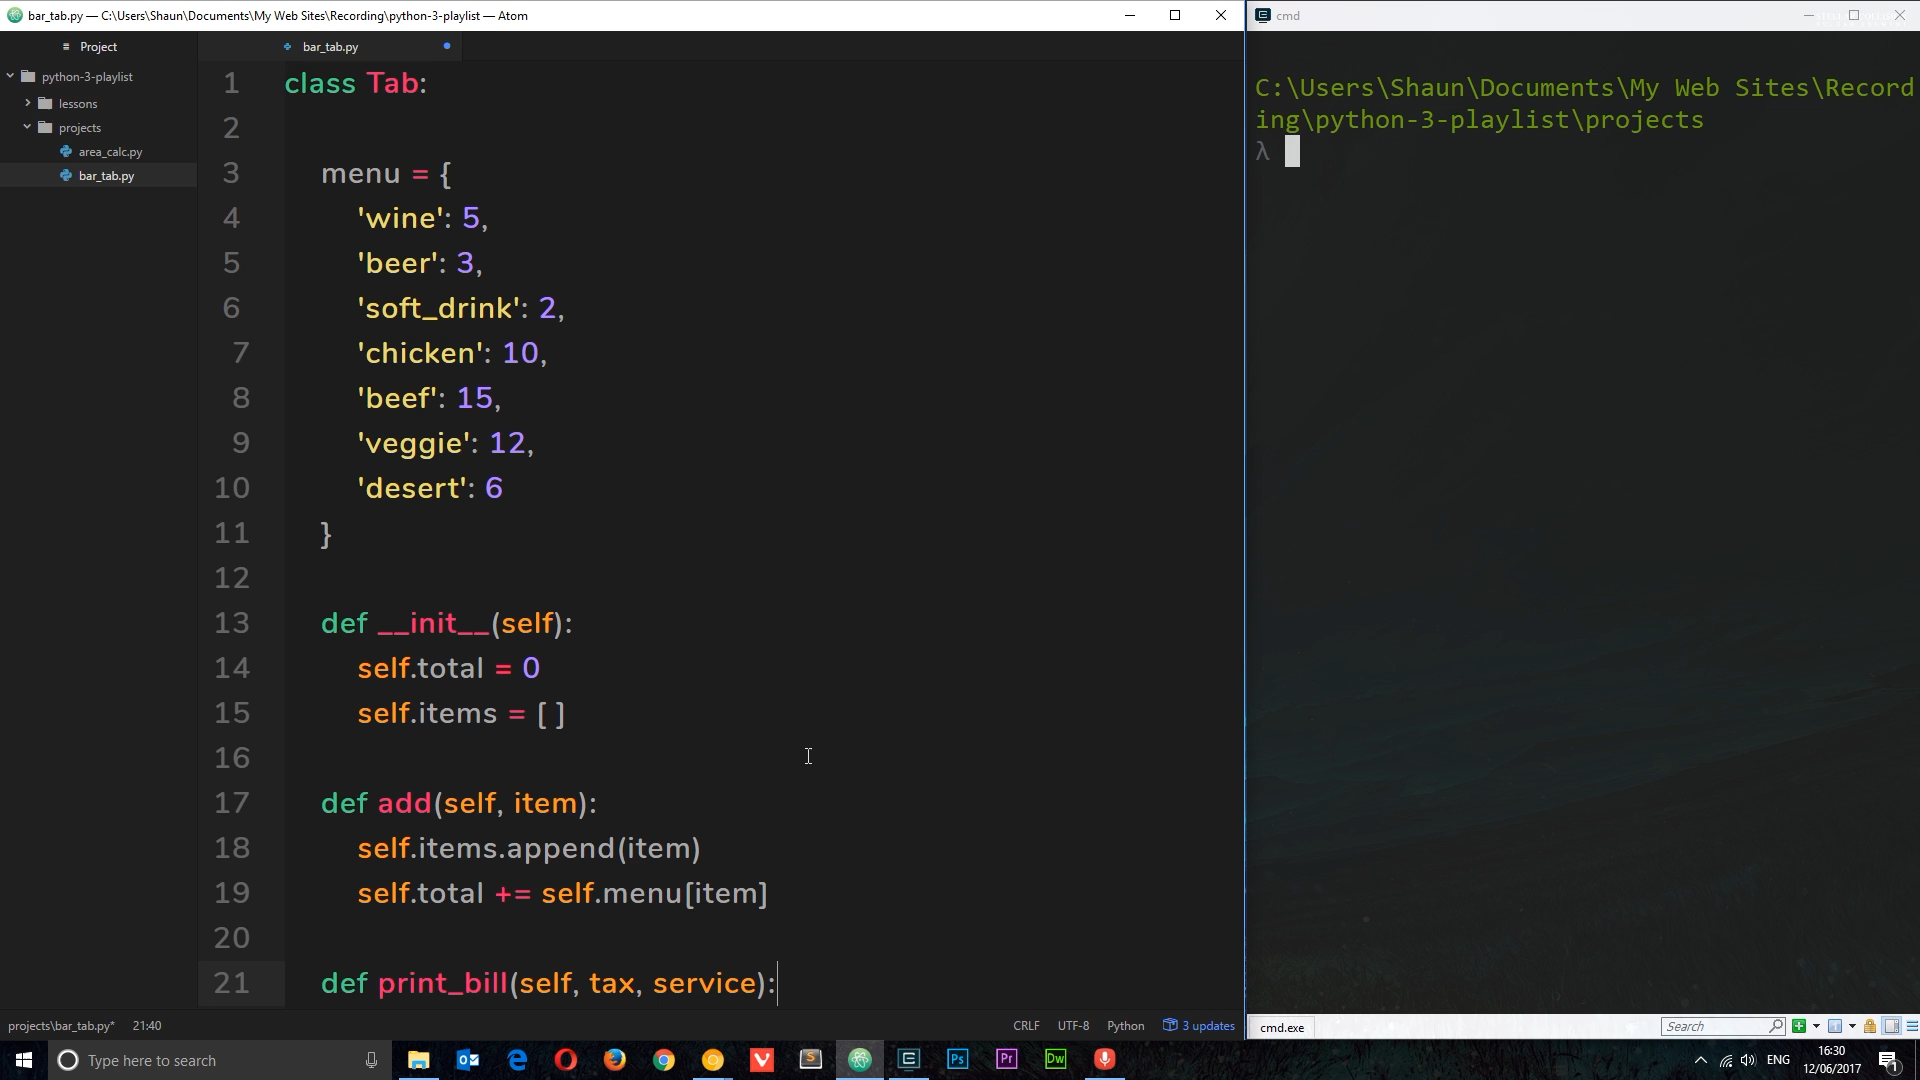 bar_tab.py — C:\Users\Shaun\Documents\My Web Sites\Recording\python-3-playlist — Atom
Project
python-3-playlist
lessons
projects
area_calc.py
bar_tab.py
bar_tab.py
1 class Tab:
2
3 menu = {
4 'wine': 5,
5 'beer': 3,
6 'soft_drink': 2,
7 'chicken': 10,
8 'beef': 15,
9 'veggie': 12,
10 'desert': 6
11 }
12
13 def __init__(self):
14 self.total = 0
15 self.items = []
16
17 def add(self, item):
18 self.items.append(item)
19 self.total += self.menu[item]
20
21 def print_bill(self, tax, service):
projects\bar_tab.py* 21:40 CRLF UTF-8 Python 3 updates
cmd
C:\Users\Shaun\Documents\My Web Sites\Record
ing\python-3-playlist\projects
λ
cmd.exe Search
Type here to search
Ps Pr Dw
ENG
16:30
12/06/2017
1